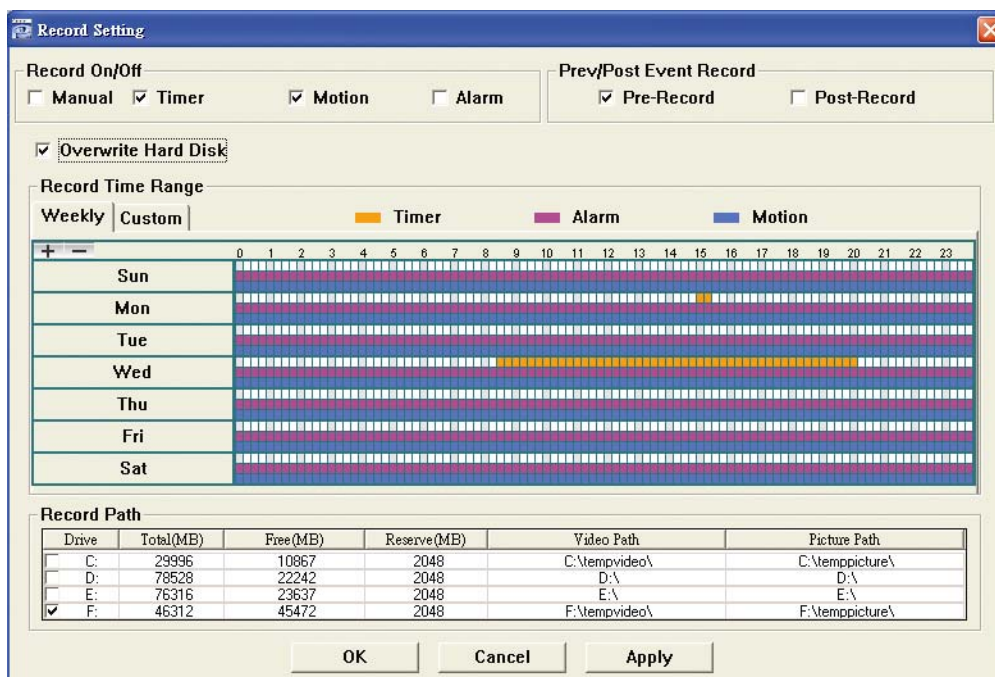 Record Setting
Record On/Off
Manual Timer Motion Alarm
Prev/Post Event Record
Pre-Record Post-Record
Overwrite Hard Disk
Record Time Range
Weekly Custom Timer Alarm Motion
+ − 0 1 2 3 4 5 6 7 8 9 10 11 12 13 14 15 16 17 18 19 20 21 22 23
Sun
Mon
Tue
Wed
Thu
Fri
Sat
Record Path
Drive Total(MB) Free(MB) Reserve(MB) Video Path Picture Path
C: 29996 10867 2048 C:\tempvideo\ C:\temppicture\
D: 78528 22242 2048 D:\ D:\
E: 76316 23637 2048 E:\ E:\
F: 46312 45472 2048 F:\tempvideo\ F:\temppicture\
OK Cancel Apply